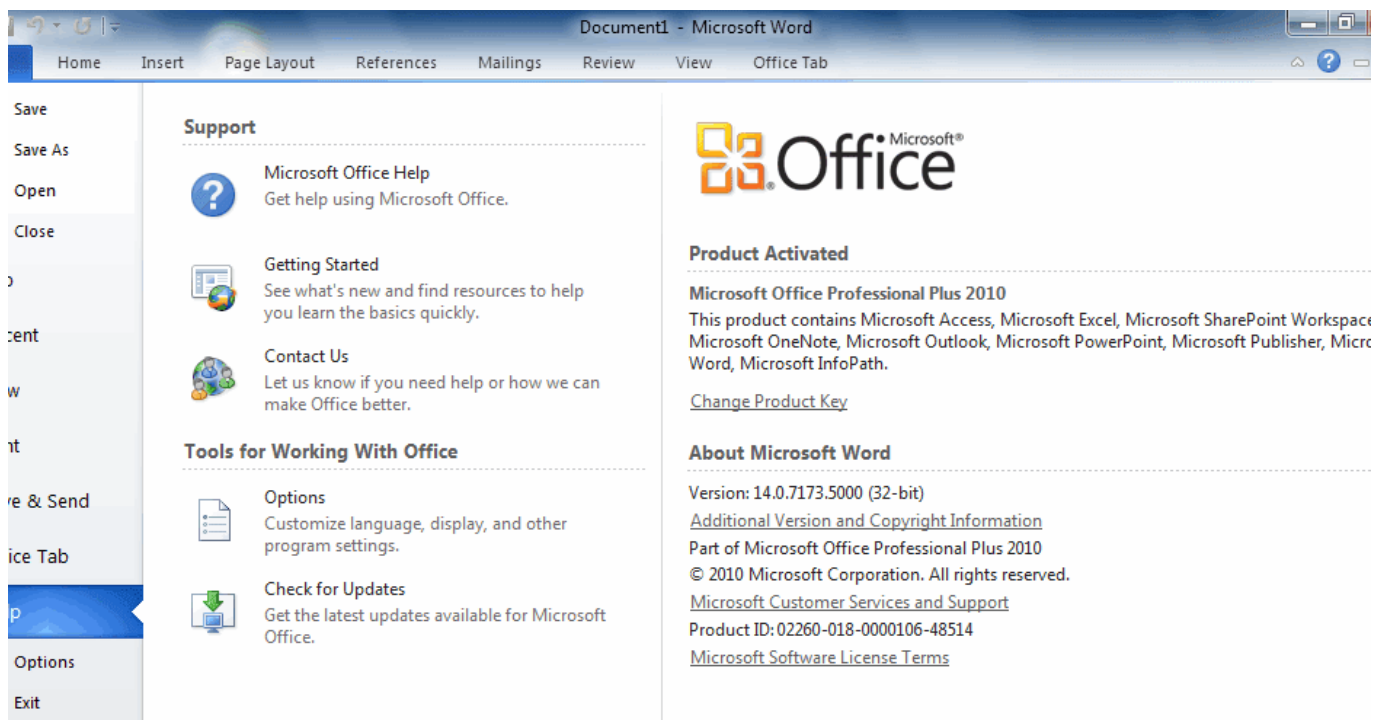 Document1 - Microsoft Word
Home Insert Page Layout References Mailings Review View Office Tab
Save
Save As
Open
Close
cent
w
nt
ve & Send
ice Tab
lp
Options
Exit
Support
Microsoft Office Help
Get help using Microsoft Office.
Getting Started
See what's new and find resources to help
you learn the basics quickly.
Contact Us
Let us know if you need help or how we can
make Office better.
Tools for Working With Office
Options
Customize language, display, and other
program settings.
Check for Updates
Get the latest updates available for Microsoft
Office.
Microsoft®
Office
Product Activated
Microsoft Office Professional Plus 2010
This product contains Microsoft Access, Microsoft Excel, Microsoft SharePoint Workspace
Microsoft OneNote, Microsoft Outlook, Microsoft PowerPoint, Microsoft Publisher, Micro
Word, Microsoft InfoPath.
Change Product Key
About Microsoft Word
Version: 14.0.7173.5000 (32-bit)
Additional Version and Copyright Information
Part of Microsoft Office Professional Plus 2010
© 2010 Microsoft Corporation. All rights reserved.
Microsoft Customer Services and Support
Product ID: 02260-018-0000106-48514
Microsoft Software License Terms